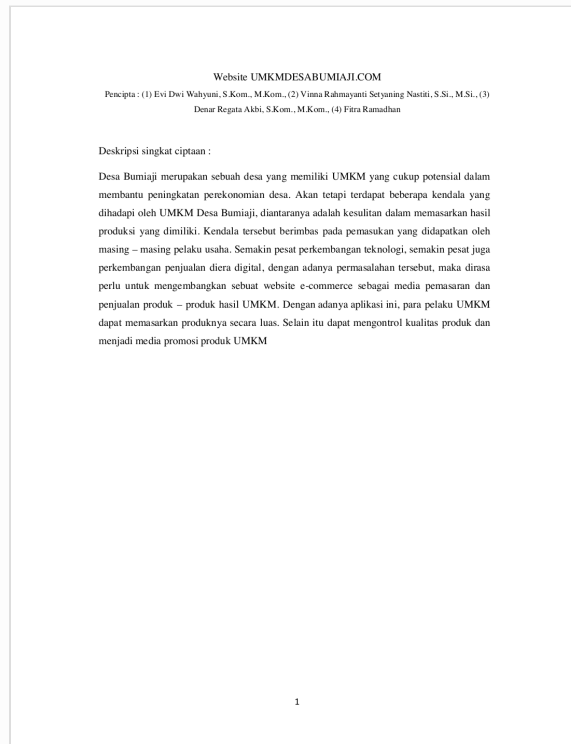 Website UMKMDESABUMIAJI.COM
Pencipta : (1) Evi Dwi Wahyuni, S.Kom., M.Kom., (2) Vinna Rahmayanti Setyaning Nastiti, S.Si., M.Si., (3)
Denar Regata Akbi, S.Kom., M.Kom., (4) Fitra Ramadhan
Deskripsi singkat ciptaan :
Desa Bumiaji merupakan sebuah desa yang memiliki UMKM yang cukup potensial dalam
membantu peningkatan perekonomian desa. Akan tetapi terdapat beberapa kendala yang
dihadapi oleh UMKM Desa Bumiaji, diantaranya adalah kesulitan dalam memasarkan hasil
produksi yang dimiliki. Kendala tersebut berimbas pada pemasukan yang didapatkan oleh
masing – masing pelaku usaha. Semakin pesat perkembangan teknologi, semakin pesat juga
perkembangan penjualan diera digital, dengan adanya permasalahan tersebut, maka dirasa
perlu untuk mengembangkan sebuat website e-commerce sebagai media pemasaran dan
penjualan produk – produk hasil UMKM. Dengan adanya aplikasi ini, para pelaku UMKM
dapat memasarkan produknya secara luas. Selain itu dapat mengontrol kualitas produk dan
menjadi media promosi produk UMKM
1